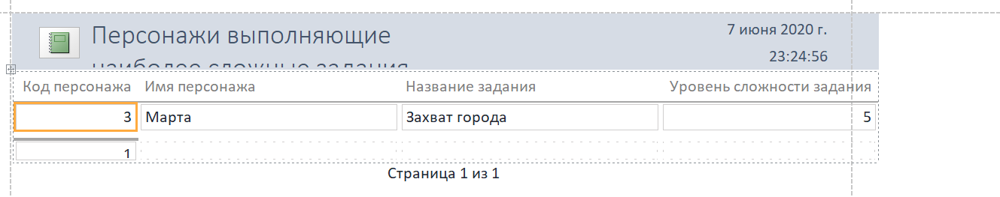 Персонажи выполняющие
наиболее сложные задания
7 июня 2020 г.
23:24:56
Код персонажа Имя персонажа Название задания Уровень сложности задания
3 Марта Захват города 5
1
Страница 1 из 1